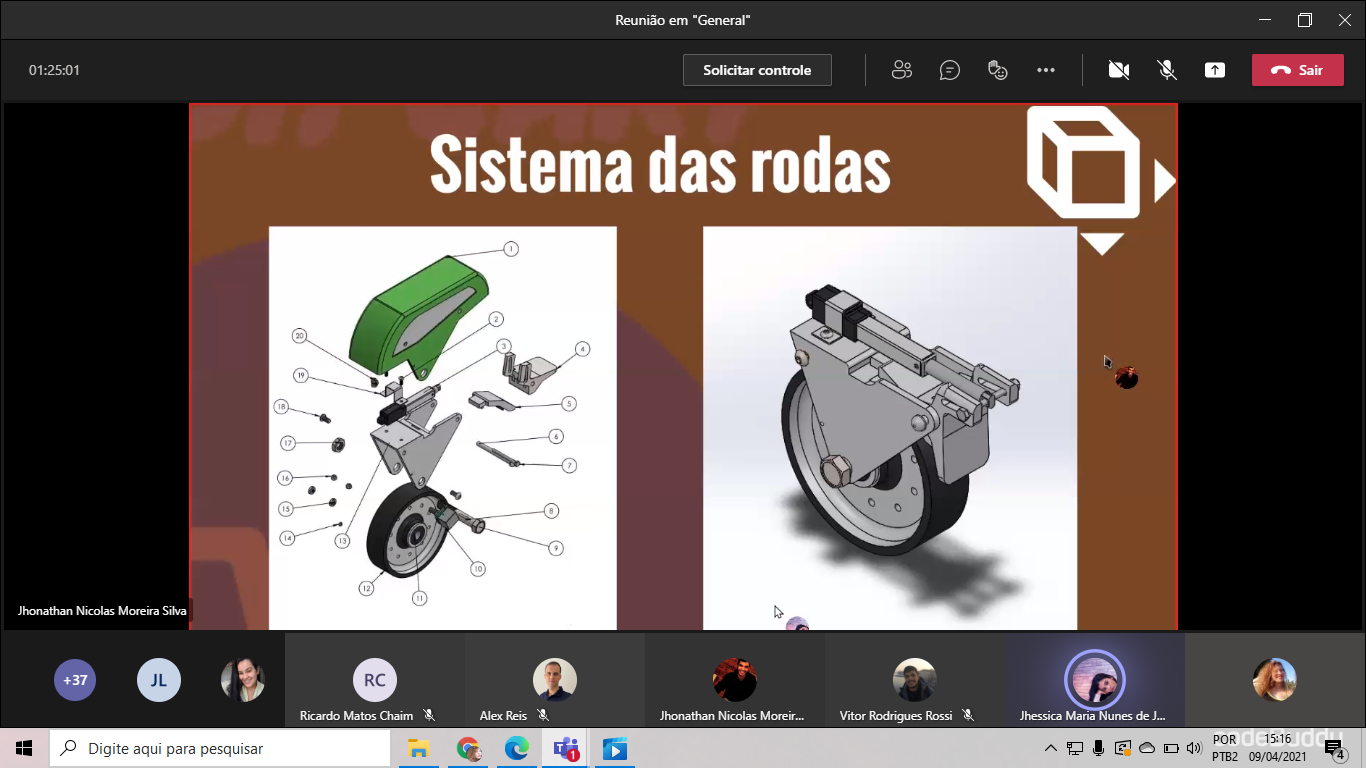 Reunião em "General"
01:25:01
Solicitar controle
Sair
Sistema das rodas
1
2
3
4
5
6
7
8
9
10
11
12
13
14
15
16
17
18
19
20
Jhonathan Nicolas Moreira Silva
+37
JL
RC
Ricardo Matos Chaim
Alex Reis
Jhonathan Nicolas Moreir...
Vitor Rodrigues Rossi
Jhessica Maria Nunes de J...
Digite aqui para pesquisar
1
POR
PTB2
15:16
09/04/2021
4